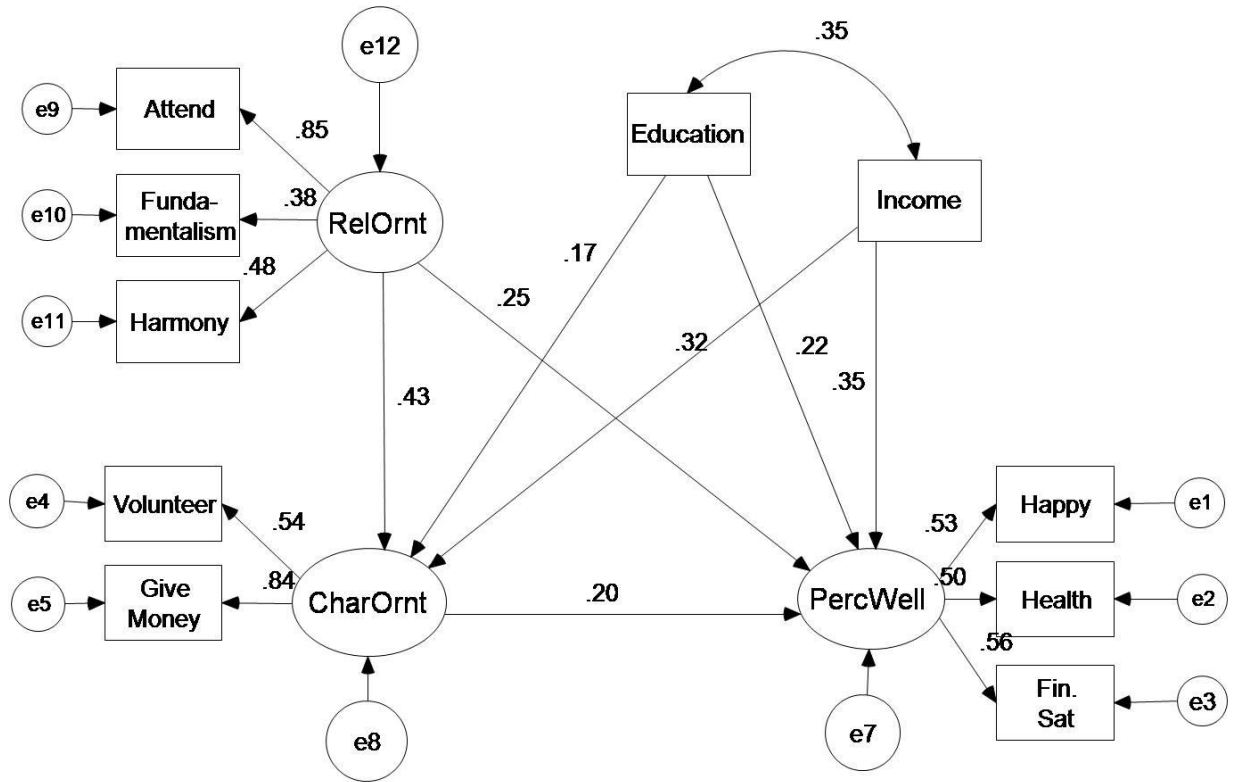 .35
e12
e9
Attend
.85
Education
e10
Funda-
mentalism
.38
RelOrnt
Income
.17
.48
e11
Harmony
.25
.32
.22
.35
.43
e4
Volunteer
.54
Happy
e1
.53
e5
Give
Money
.84
CharOrnt
.20
PercWell
.50
Health
e2
.56
Fin.
Sat
e3
e8
e7